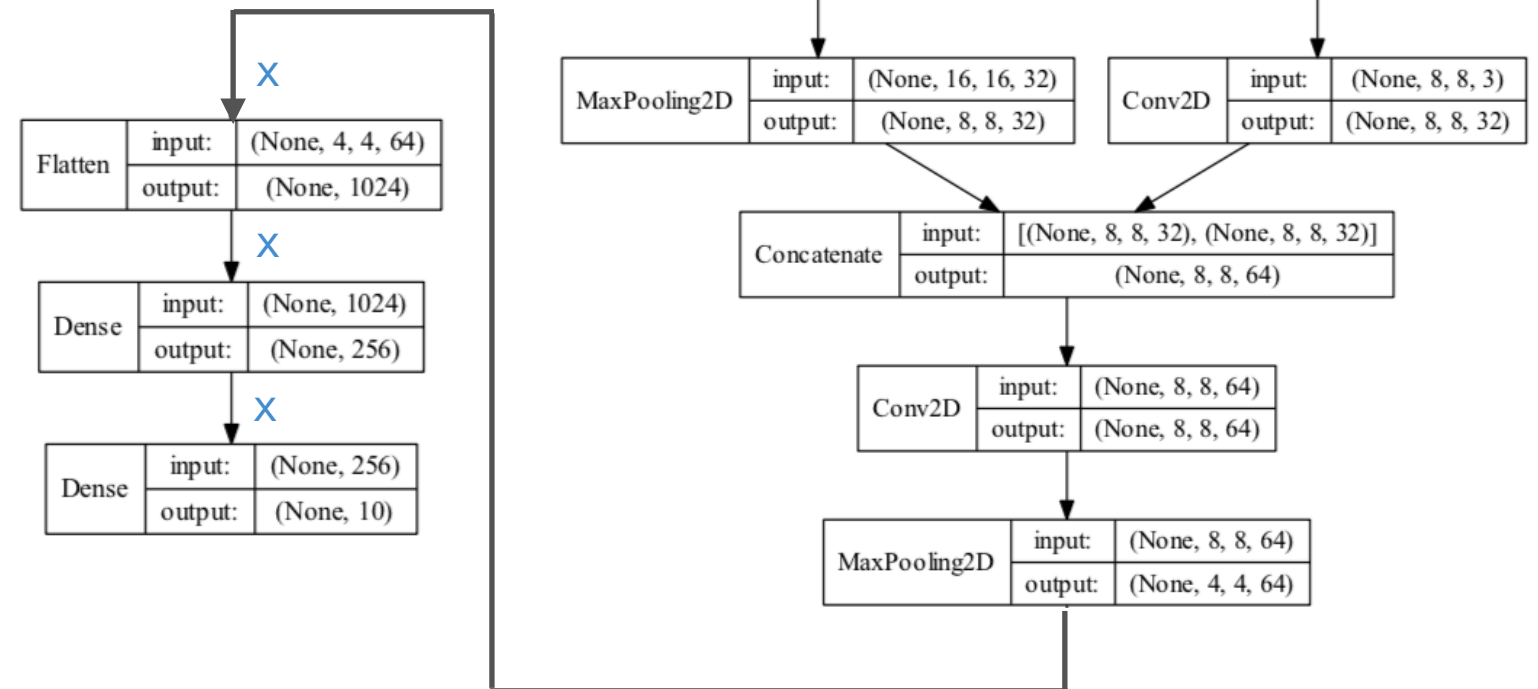 X
Flatten
input: (None, 4, 4, 64)
output: (None, 1024)
X
Dense
input: (None, 1024)
output: (None, 256)
X
Dense
input: (None, 256)
output: (None, 10)
MaxPooling2D
input: (None, 16, 16, 32)
output: (None, 8, 8, 32)
Conv2D
input: (None, 8, 8, 3)
output: (None, 8, 8, 32)
Concatenate
input: [(None, 8, 8, 32), (None, 8, 8, 32)]
output: (None, 8, 8, 64)
Conv2D
input: (None, 8, 8, 64)
output: (None, 8, 8, 64)
MaxPooling2D
input: (None, 8, 8, 64)
output: (None, 4, 4, 64)